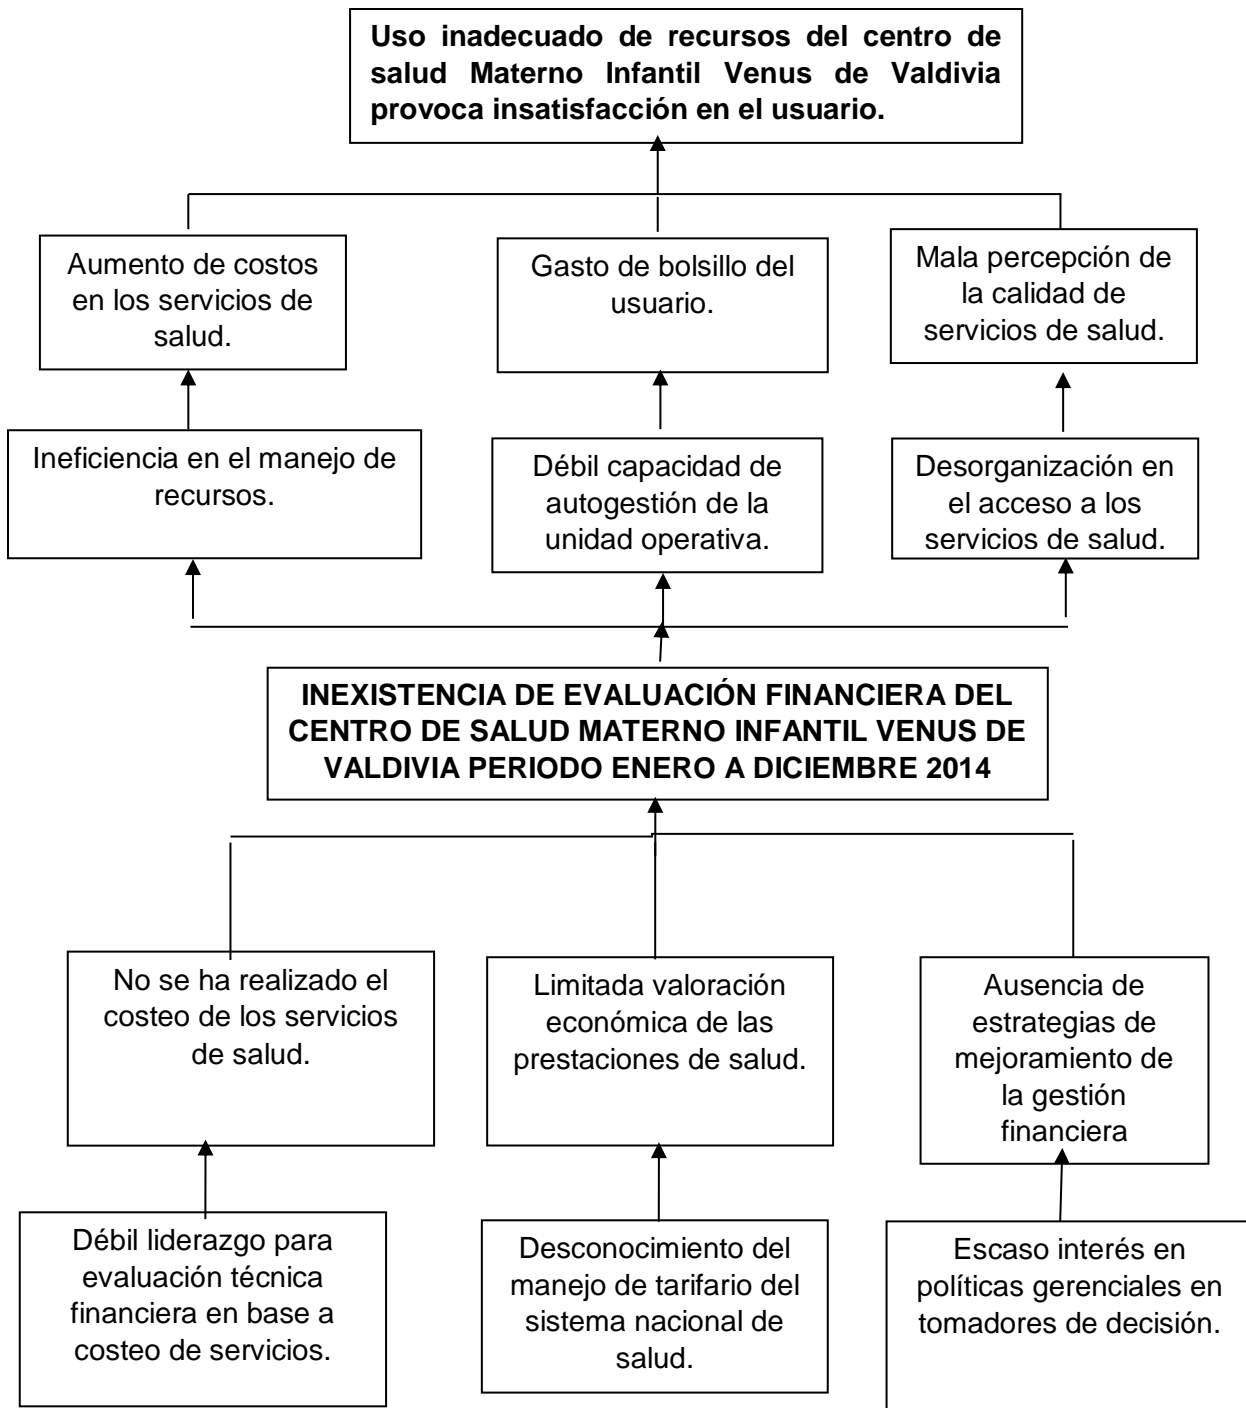 Uso inadecuado de recursos del centro de
salud Materno Infantil Venus de Valdivia
provoca insatisfacción en el usuario.
Aumento de costos
en los servicios de
salud.
Gasto de bolsillo del
usuario.
Mala percepción de
la calidad de
servicios de salud.
Ineficiencia en el manejo de
recursos.
Débil capacidad de
autogestión de la
unidad operativa.
Desorganización en
el acceso a los
servicios de salud.
INEXISTENCIA DE EVALUACIÓN FINANCIERA DEL
CENTRO DE SALUD MATERNO INFANTIL VENUS DE
VALDIVIA PERIODO ENERO A DICIEMBRE 2014
No se ha realizado el
costeo de los servicios
de salud.
Limitada valoración
económica de las
prestaciones de salud.
Ausencia de
estrategias de
mejoramiento de
la gestión
financiera
Débil liderazgo para
evaluación técnica
financiera en base a
costeo de servicios.
Desconocimiento del
manejo de tarifario del
sistema nacional de
salud.
Escaso interés en
políticas gerenciales en
tomadores de decisión.